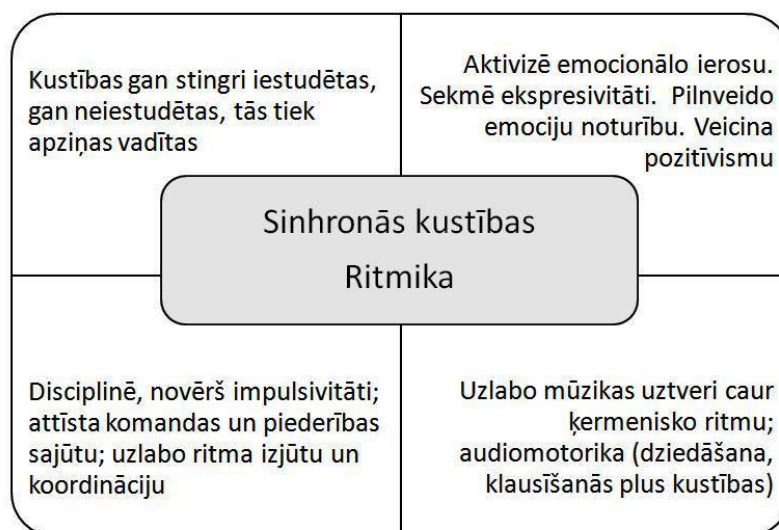 Kustības gan stingri iestudētas,
gan neiestudētas, tās tiek
apziņas vadītas
Aktivizē emocionālo ierosu.
Sekmē ekspresivitāti. Pilnveido
emociju noturību. Veicina
pozitīvismu
Sinhronās kustības
Ritmika
Disciplinē, novērš impulsivitāti;
attīsta komandas un piederības
sajūtu; uzlabo ritma izjūtu un
koordināciju
Uzlabo mūzikas uztveri caur
ķermenisko ritmu;
audiomotorika (dziedāšana,
klausīšanās plus kustības)